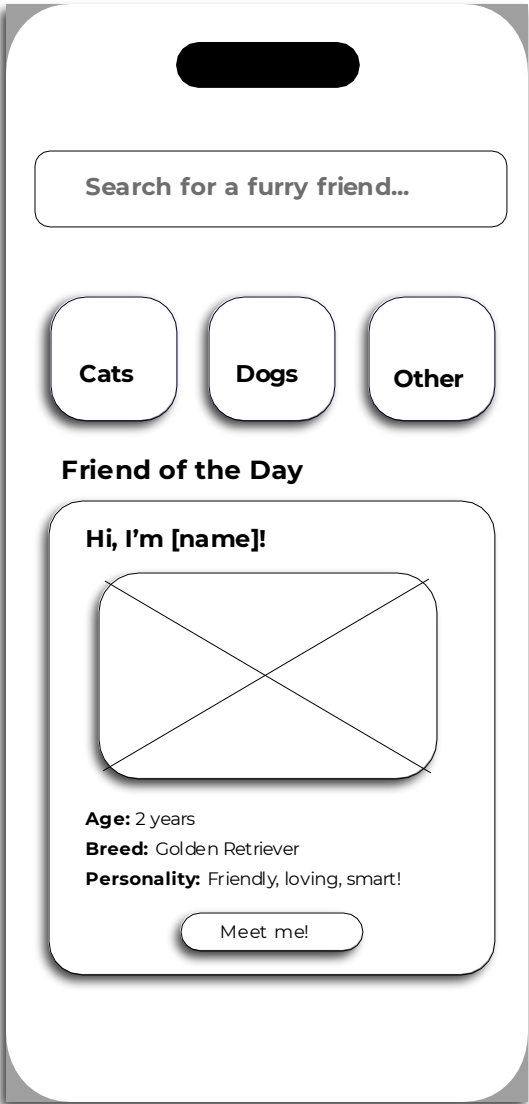 Search for a furry friend...
Cats
Dogs
Other
Friend of the Day
Hi, I’m [name]!
Age: 2 years
Breed: Golden Retriever
Personality: Friendly, loving, smart!
Meet me!